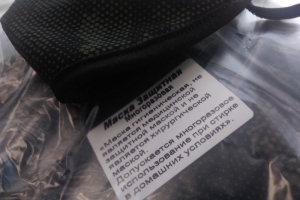 Маска защитная
Многоразовая
«Маска гигиеническая, не
является медицинской
защитной маской и не
является хирургической
маской.
Допускается многоразовое
использование при стирке
в домашних условиях».